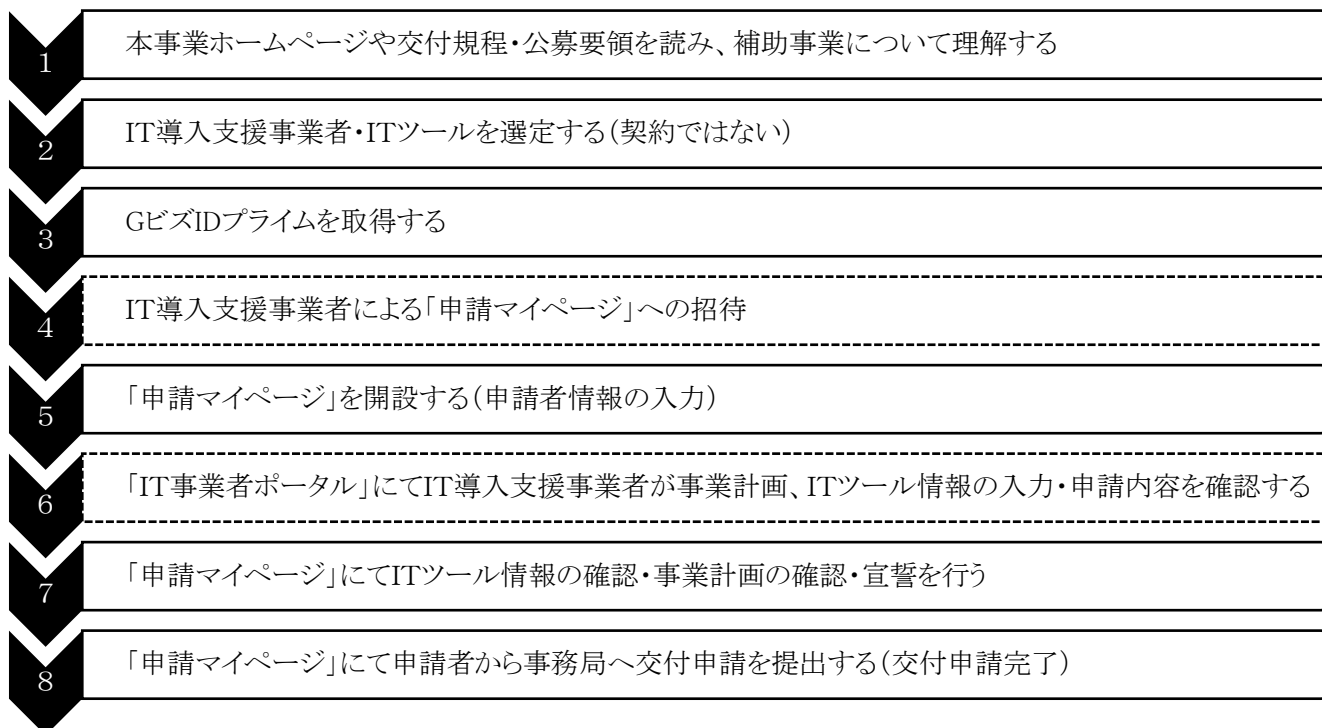 1
本事業ホームページや交付規程・公募要領を読み、補助事業について理解する
2
IT導入支援事業者・ITツールを選定する(契約ではない)
3
GビズIDプライムを取得する
4
IT導入支援事業者による「申請マイページ」への招待
5
「申請マイページ」を開設する(申請者情報の入力)
6
「IT事業者ポータル」にてIT導入支援事業者が事業計画、ITツール情報の入力・申請内容を確認する
7
「申請マイページ」にてITツール情報の確認・事業計画の確認・宣誓を行う
8
「申請マイページ」にて申請者から事務局へ交付申請を提出する(交付申請完了)